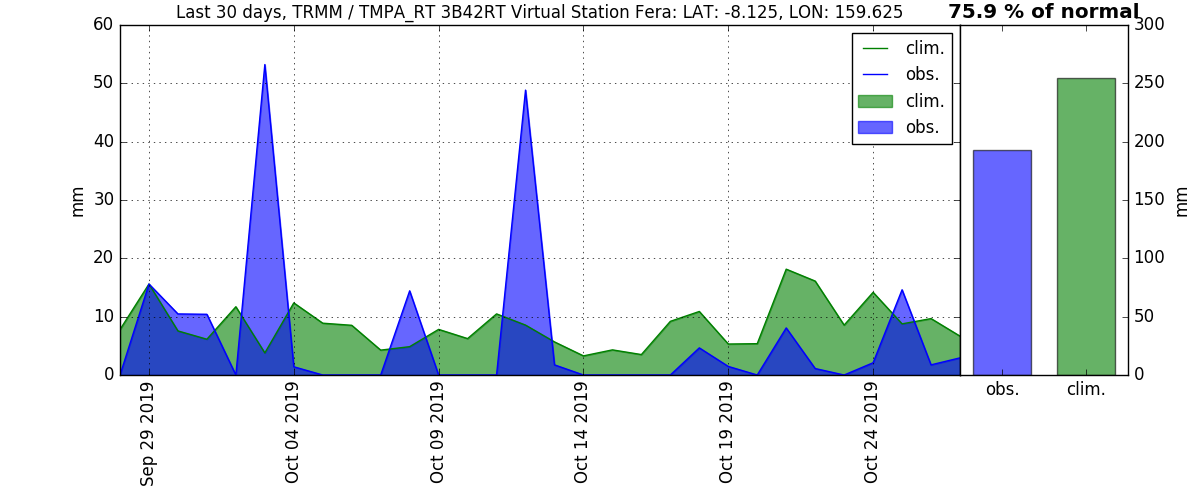 Last 30 days, TRMM / TMPA_RT 3B42RT Virtual Station Fera: LAT: -8.125, LON: 159.625
75.9 % of normal
60
50
40
30
20
10
0
mm
clim.
obs.
clim.
obs.
Sep 29 2019
Oct 04 2019
Oct 09 2019
Oct 14 2019
Oct 19 2019
Oct 24 2019
300
250
200
150
100
50
0
mm
obs.
clim.